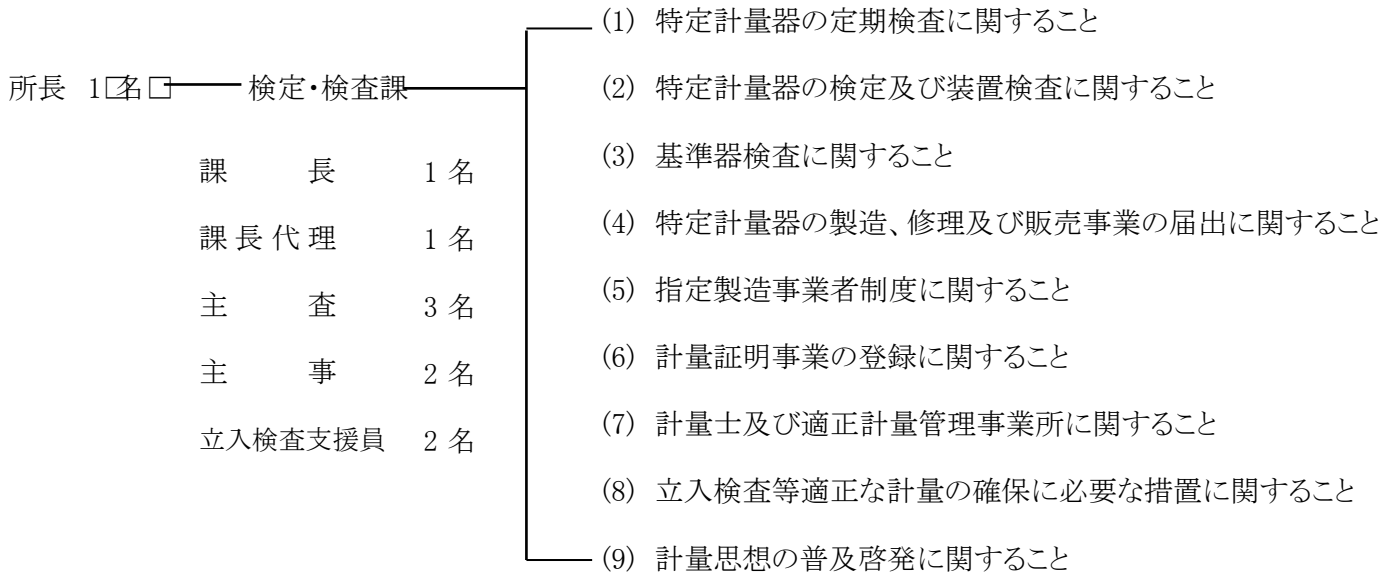 所長 1□名□ 検定・検査課
課長 1名
課長代理 1名
主査 3名
主事 2名
立入検査支援員 2名
(1) 特定計量器の定期検査に関すること
(2) 特定計量器の検定及び装置検査に関すること
(3) 基準器検査に関すること
(4) 特定計量器の製造、修理及び販売事業の届出に関すること
(5) 指定製造事業者制度に関すること
(6) 計量証明事業の登録に関すること
(7) 計量士及び適正計量管理事業所に関すること
(8) 立入検査等適正な計量の確保に必要な措置に関すること
(9) 計量思想の普及啓発に関すること